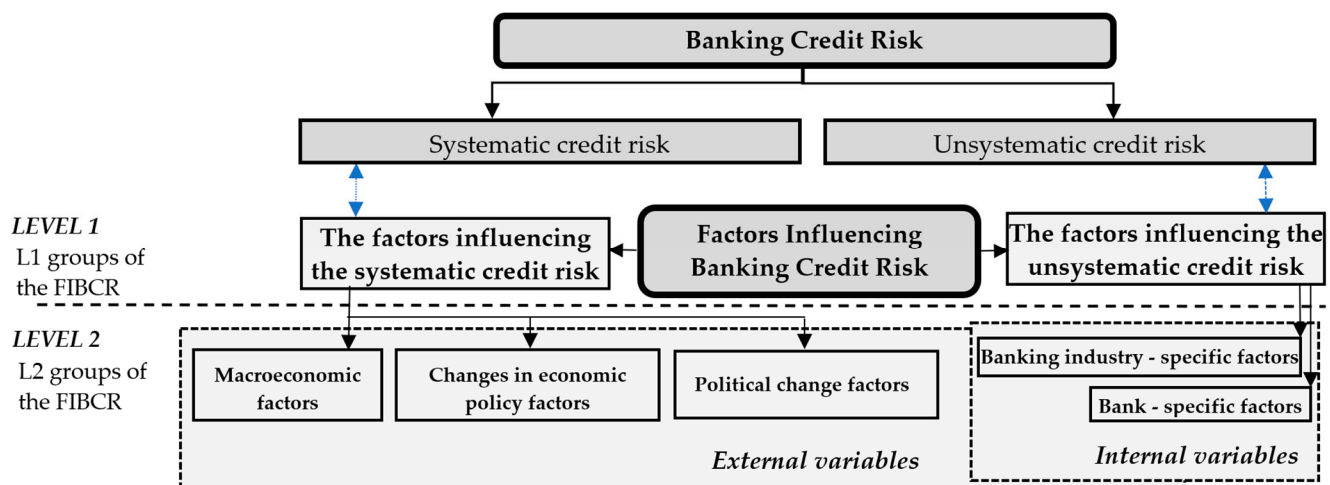 Banking Credit Risk
Systematic credit risk
Unsystematic credit risk
LEVEL 1
L1 groups of
the FIBCR
The factors influencing
the systematic credit risk
Factors Influencing
Banking Credit Risk
The factors influencing the
unsystematic credit risk
LEVEL 2
L2 groups of
the FIBCR
Macroeconomic
factors
Changes in economic
policy factors
Political change factors
Banking industry - specific factors
Bank - specific factors
External variables
Internal variables